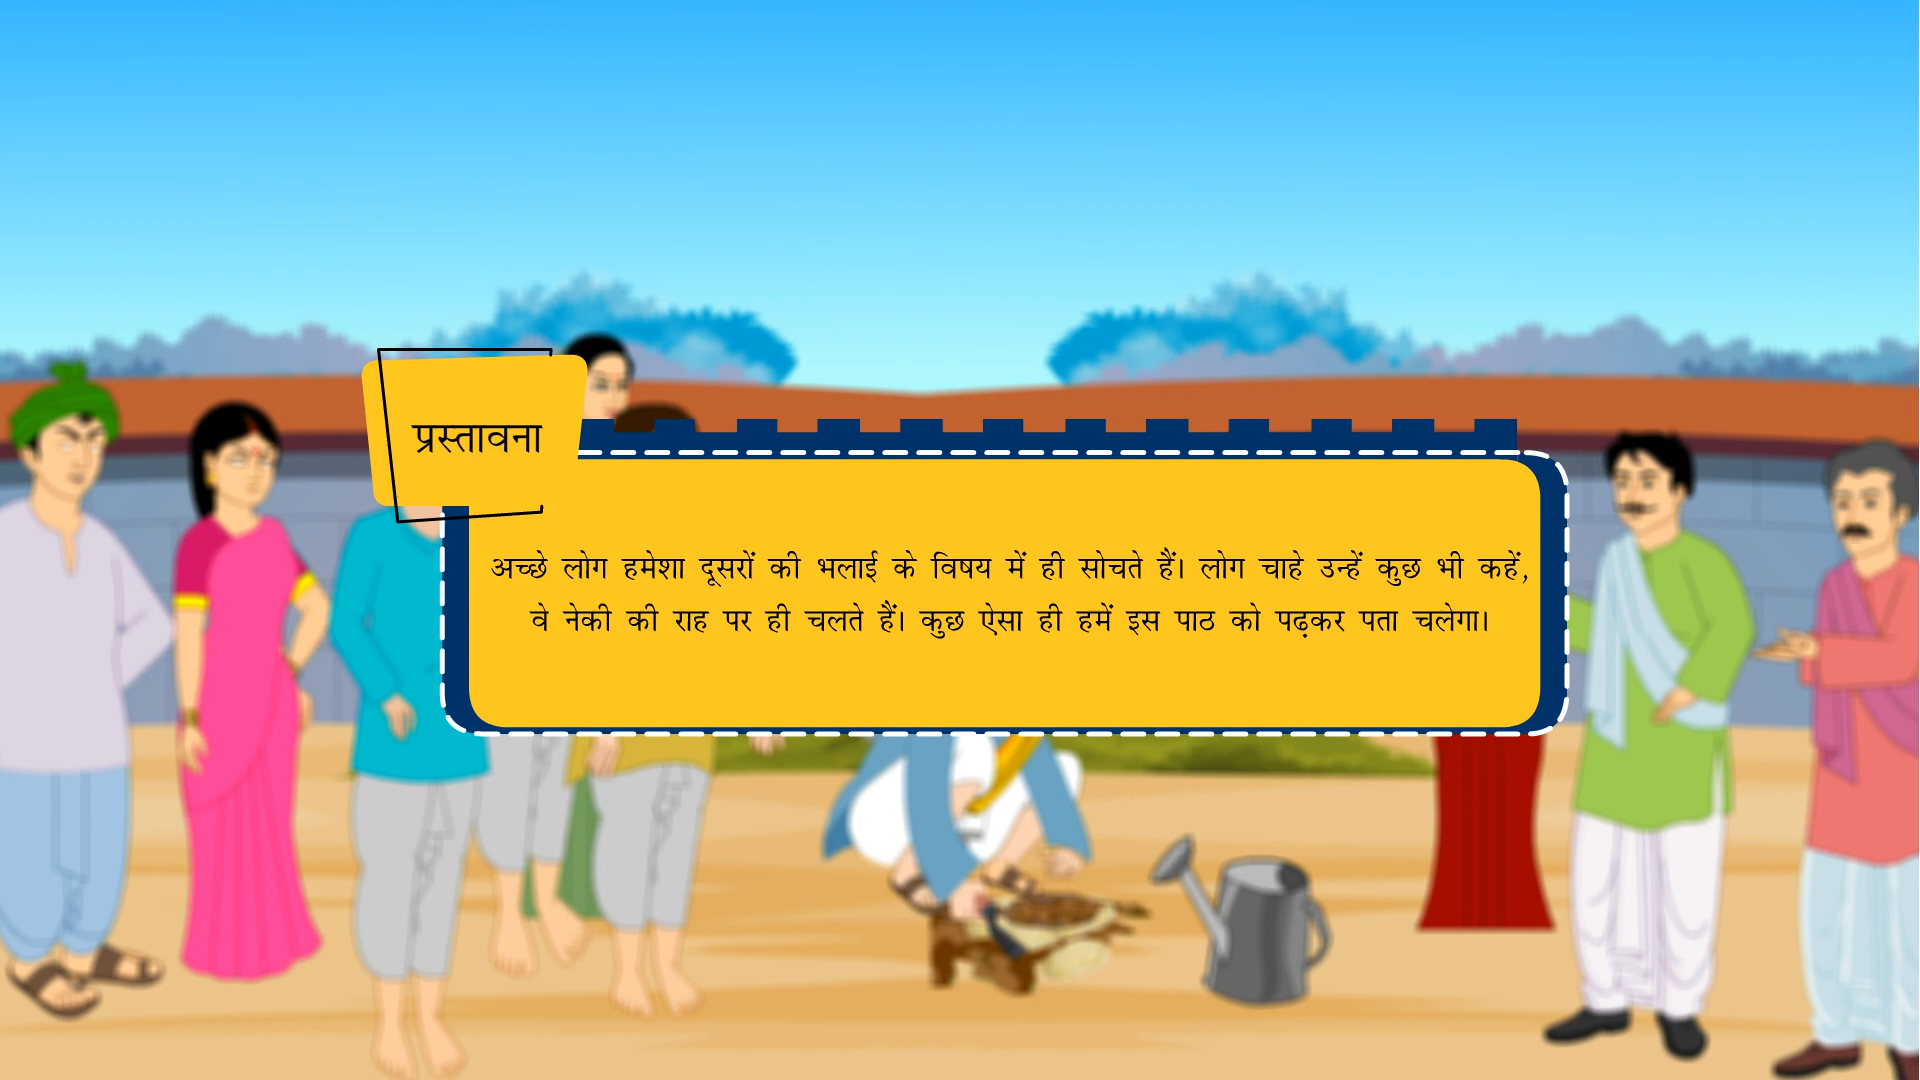 प्रस्तावना
अच्छे लोग हमेशा दूसरों की भलाई के विषय में ही सोचते हैं। लोग चाहे उन्हें कुछ भी कहें,
वे नेकी की राह पर ही चलते हैं। कुछ ऐसा ही हमें इस पाठ को पढ़कर पता चलेगा।